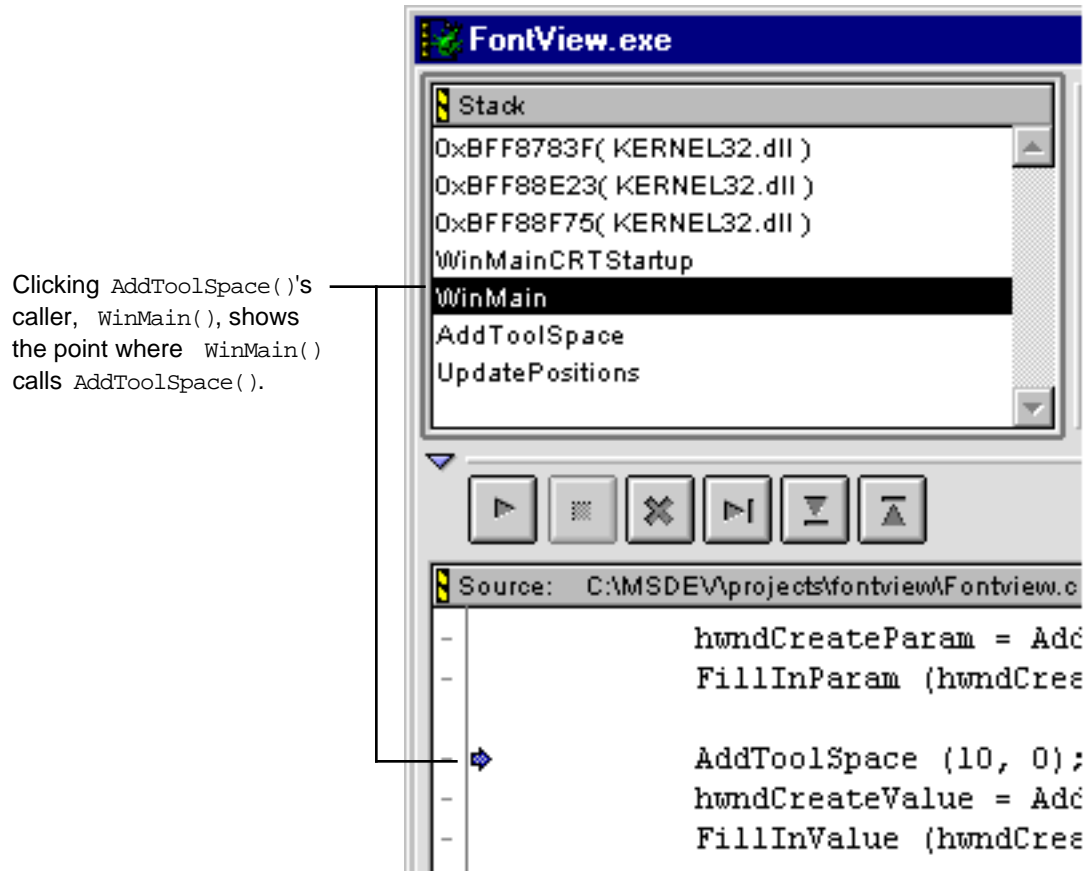 FontView.exe
Stack
0xBFF8783F( KERNEL32.dll )
0xBFF88E23( KERNEL32.dll )
0xBFF88F75( KERNEL32.dll )
WinMainCRTStartup
WinMain
AddToolSpace
UpdatePositions
Clicking AddToolSpace()'s
caller, WinMain(), shows
the point where WinMain()
calls AddToolSpace().
Source: C:\MSDEV\projects\fontview\Fontview.c
hwndCreateParam = Add
FillInParam (hwndCree
AddToolSpace (10, 0);
hwndCreateValue = Add
FillInValue (hwndCree